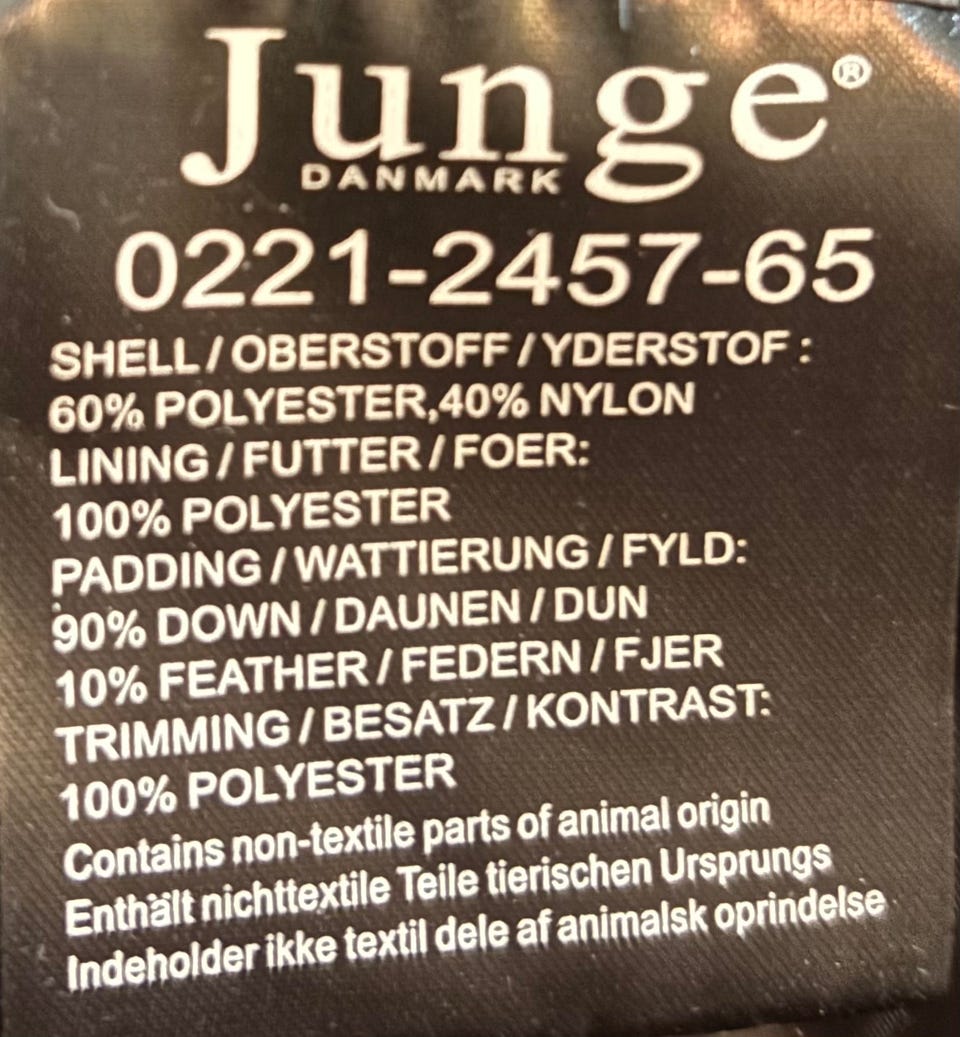 Junge®
DANMARK
0221-2457-65
SHELL / OBERSTOFF / YDERSTOF :
60% POLYESTER,40% NYLON
LINING / FUTTER / FOER:
100% POLYESTER
PADDING / WATTIERUNG / FYLD:
90% DOWN / DAUNEN / DUN
10% FEATHER / FEDERN / FJER
TRIMMING / BESATZ / KONTRAST:
100% POLYESTER
Contains non-textile parts of animal origin
Enthält nichttextile Teile tierischen Ursprungs
Indeholder ikke textil dele af animalsk oprindelse